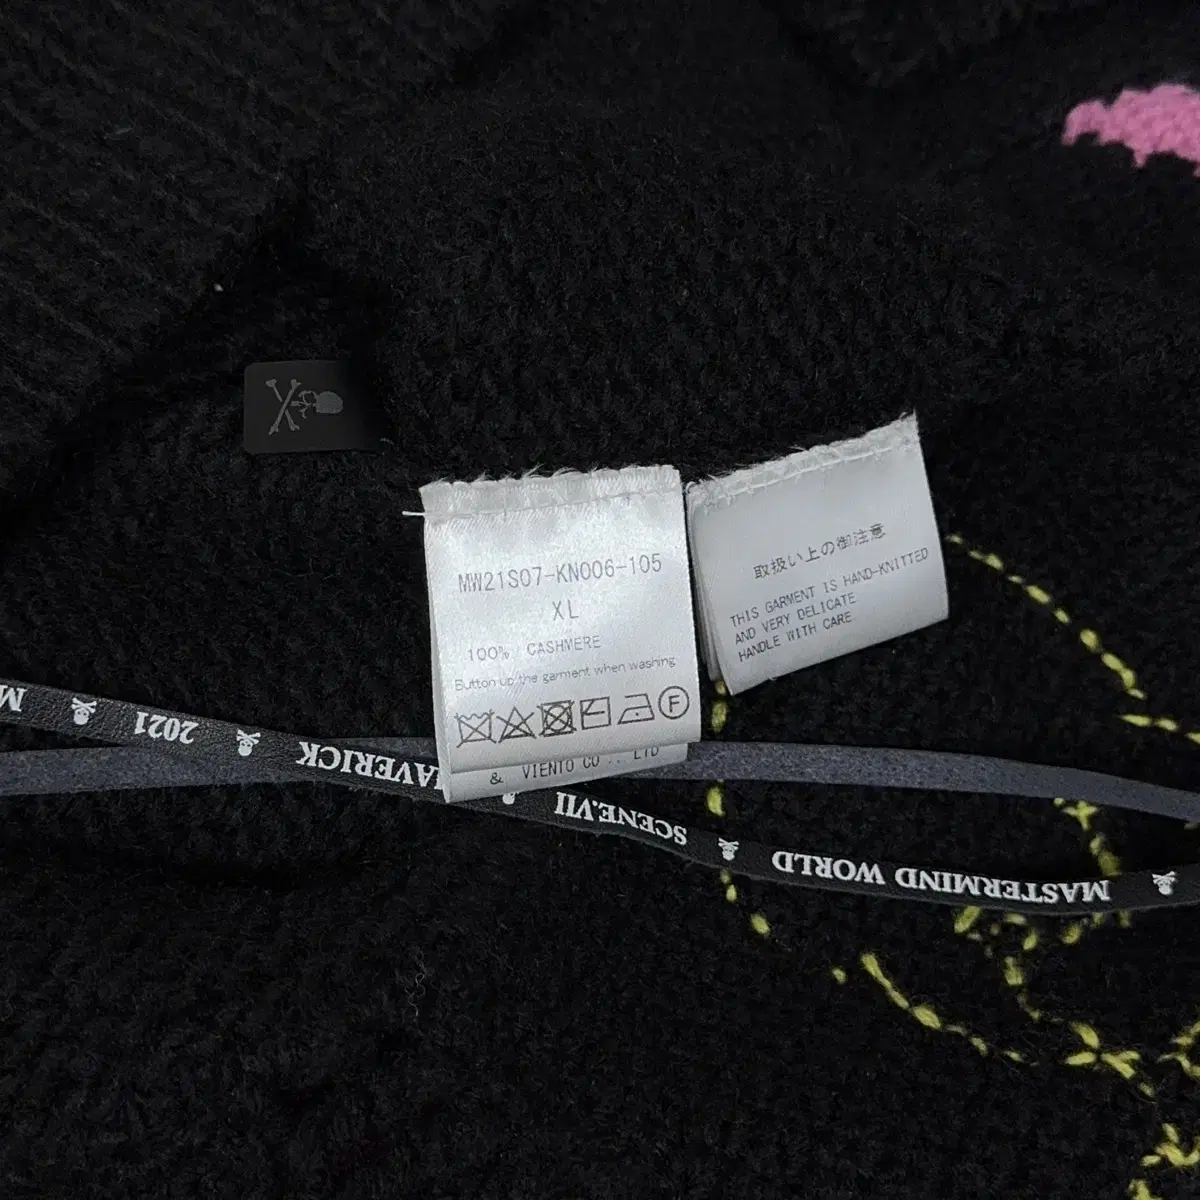 MW21S07-KN006-105
XL
100% CASHMERE
Button up the garment when washing
F
& VIENTO CO., LTD
取扱い上の御注意
THIS GARMENT IS HAND-KNITTED
AND VERY DELICATE
HANDLE WITH CARE
MASTERMIND WORLD SCENE.VII MAVERICK 2021 M